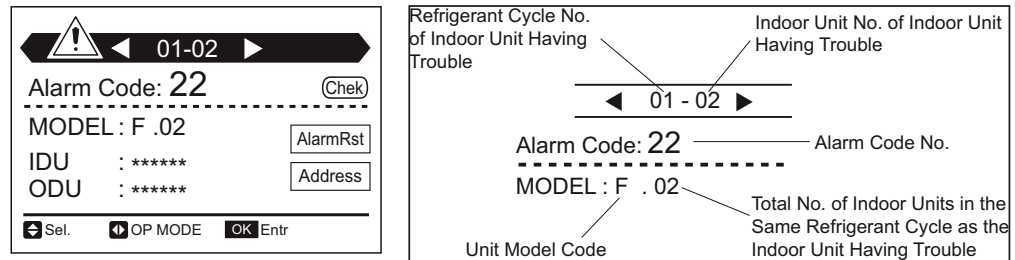 01-02
Alarm Code: 22
Chek
MODEL : F .02
AlarmRst
IDU : ******
Address
ODU : ******
Sel.
OP MODE
OK Entr
Refrigerant Cycle No.
of Indoor Unit Having
Trouble
Indoor Unit No. of Indoor Unit
Having Trouble
01 - 02
Alarm Code: 22
Alarm Code No.
MODEL : F . 02
Unit Model Code
Total No. of Indoor Units in the
Same Refrigerant Cycle as the
Indoor Unit Having Trouble